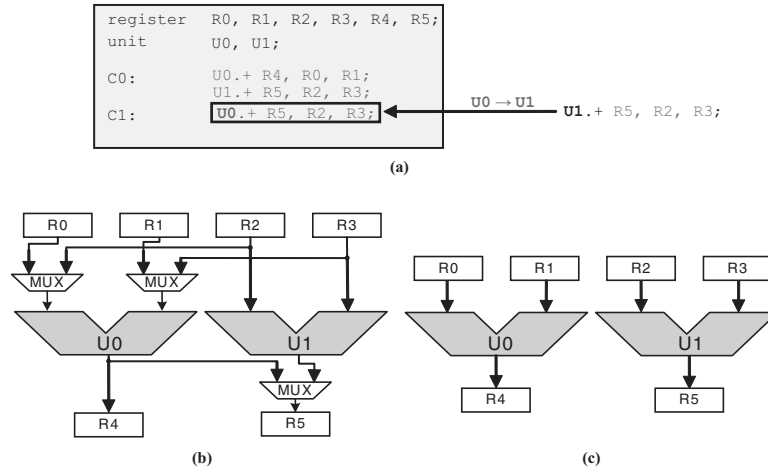 register R0, R1, R2, R3, R4, R5;
unit U0, U1;
C0: U0.+ R4, R0, R1;
U1.+ R5, R2, R3;
C1: U0.+ R5, R2, R3;
U0 → U1
U1.+ R5, R2, R3;
(a)
R0 R1 R2 R3
MUX MUX
U0 U1
MUX
R4 R5
(b)
R0 R1 R2 R3
U0 U1
R4 R5
(c)